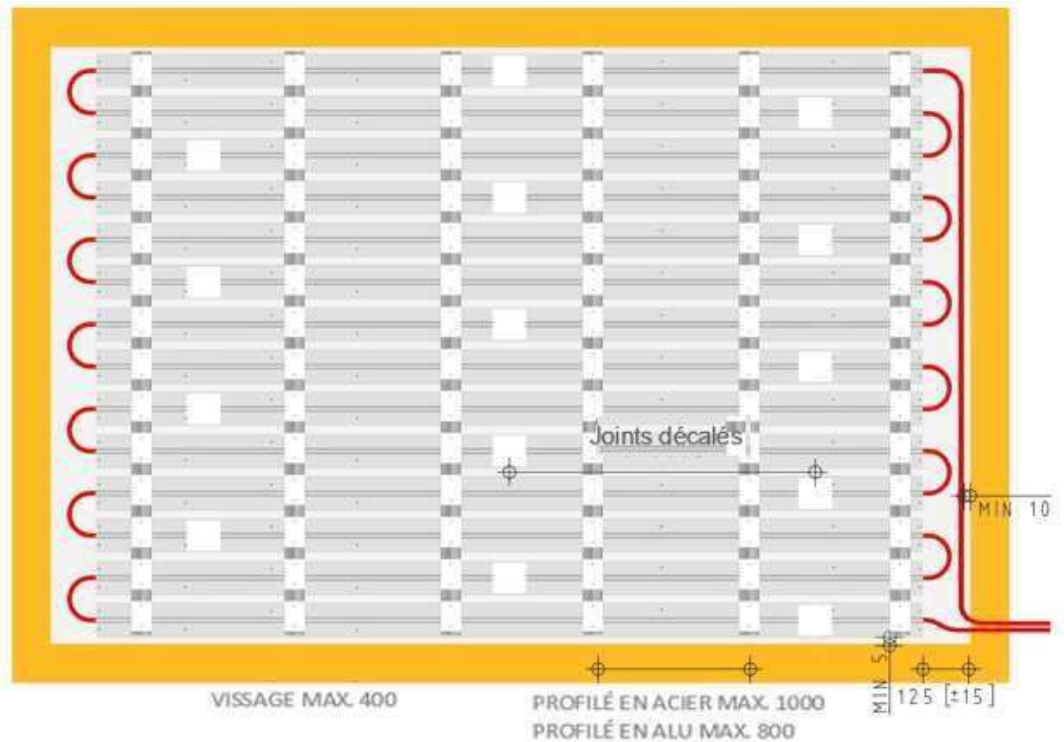 Joints décalés
MIN 10
MIN 5
125 [±15]
VISSAGE MAX. 400
PROFILÉ EN ACIER MAX. 1000
PROFILÉ EN ALU MAX. 800